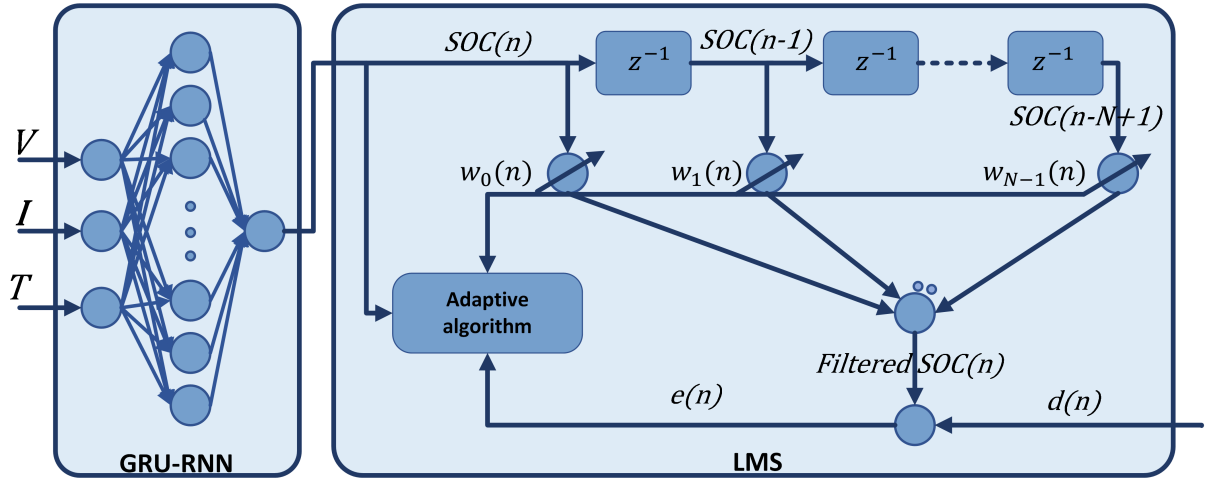 V
I
T
GRU-RNN
SOC(n)
z⁻¹
SOC(n-1)
z⁻¹
z⁻¹
SOC(n-N+1)
w₀(n)
w₁(n)
w_{N−1}(n)
Adaptive
algorithm
Filtered SOC(n)
e(n)
d(n)
LMS